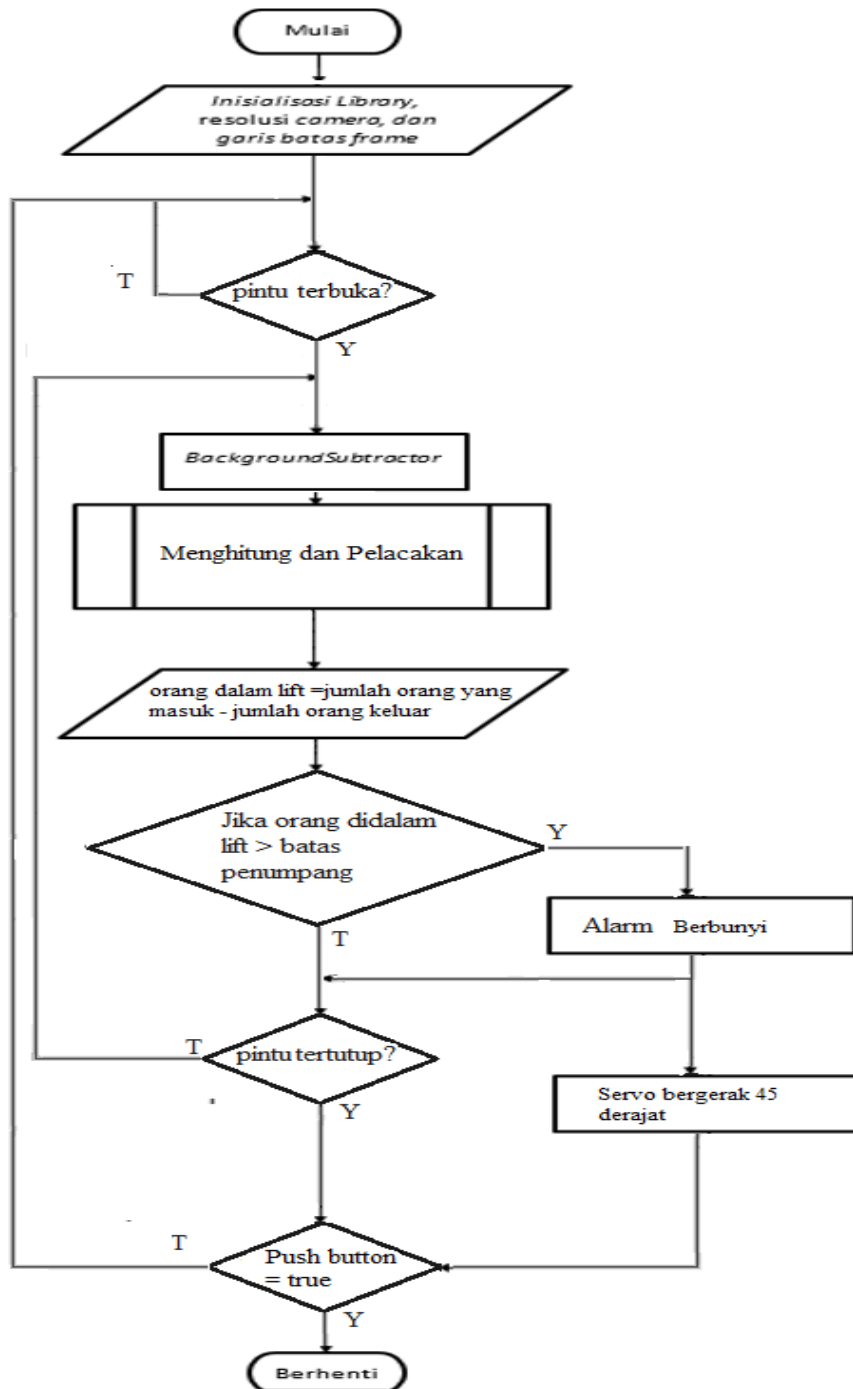 Mulai
Inisialisasi Library,
resolusi camera, dan
garis batas frame
T
pintu terbuka?
Y
BackgroundSubtractor
Menghitung dan Pelacakan
orang dalam lift =jumlah orang yang
masuk - jumlah orang keluar
Jika orang didalam
lift > batas
penumpang
Y
T
Alarm Berbunyi
T
pintu tertutup?
Y
Servo bergerak 45
derajat
T
Push button
= true
Y
Berhenti